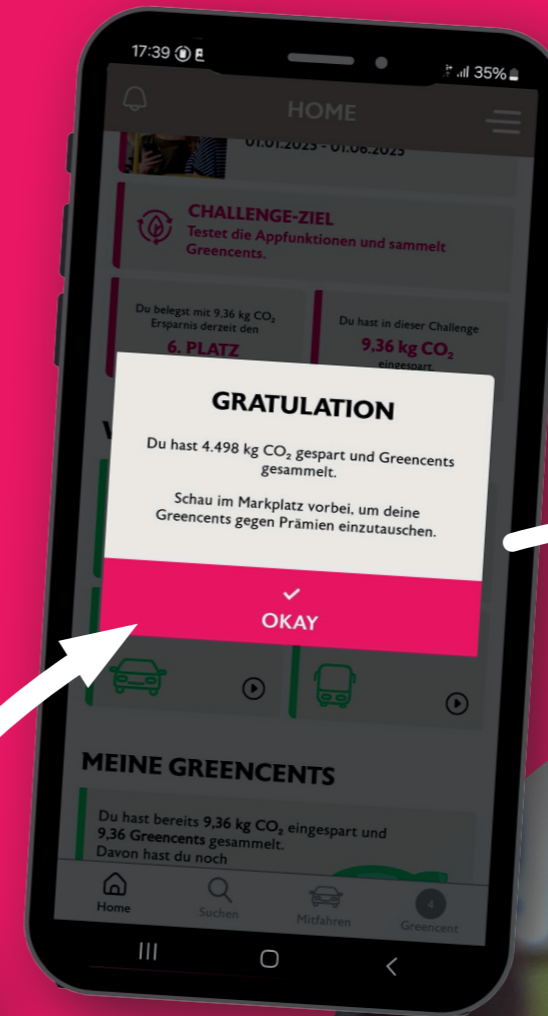 17:39
35%
HOME
01.01.2025 - 01.06.2025
CHALLENGE-ZIEL
Testet die Appfunktionen und sammelt
Greencents.
Du belegst mit 9,36 kg CO₂
Ersparnis derzeit den
6. PLATZ
Du hast in dieser Challenge
9,36 kg CO₂
eingespart.
GRATULATION
Du hast 4.498 kg CO₂ gespart und Greencents
gesammelt.
Schau im Markplatz vorbei, um deine
Greencents gegen Prämien einzutauschen.
OKAY
MEINE GREENCENTS
Du hast bereits 9,36 kg CO₂ eingespart und
9,36 Greencents gesammelt.
Davon hast du noch
Home
Suchen
Mitfahren
4
Greencent